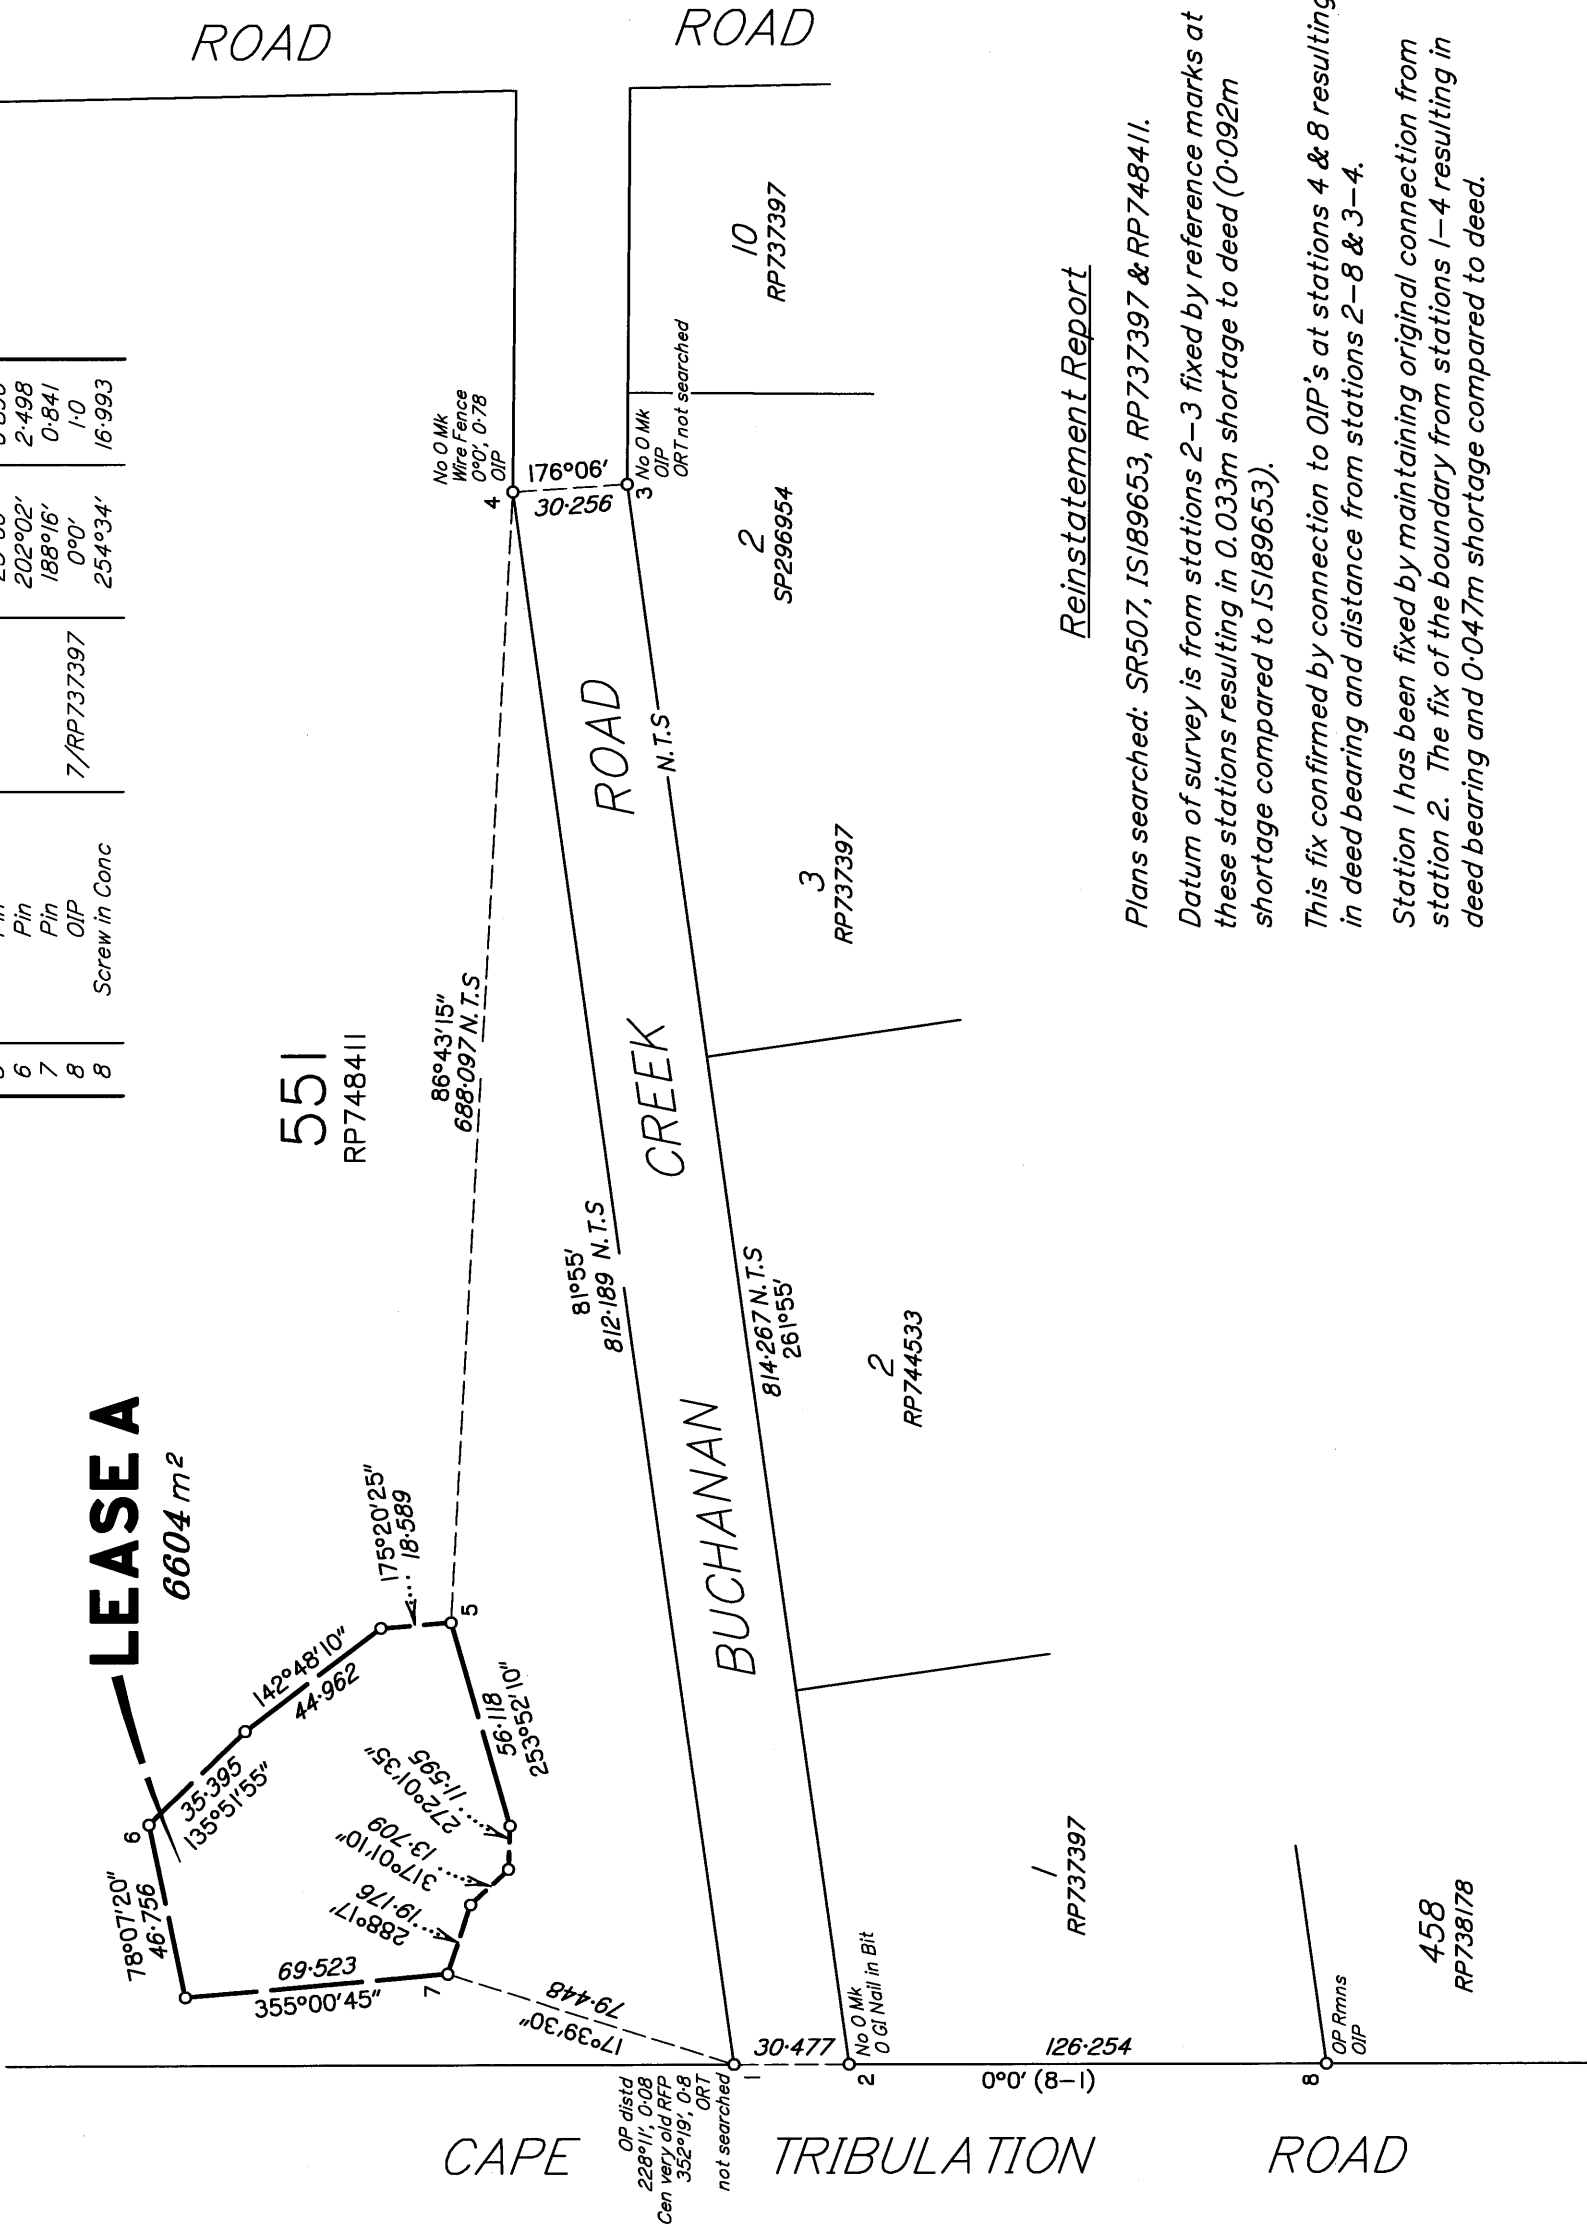 6
7
8
8
Pin
Pin
OIP
Screw in Conc
7/RP737397
202°02'
188°16'
0°0'
254°34'
2·498
0·841
1·0
16·993
LEASE A
6604 m²
551
RP748411
78°07'20"
46·756
6
35·395
135°51'55"
142°48'10"
44·962
175°20'25"
18·589
5
56·118
253°52'10"
272°01'35"
11·595
317°01'10"
13·709
288°17'
19·176
69·523
355°00'45"
7
79·448
17°39'30"
86°43'15"
688·097 N.T.S
81°55'
812·189 N.T.S
BUCHANAN
CREEK
ROAD
N.T.S
814·267 N.T.S
261°55'
No O Mk
Wire Fence
0°0', 0·78
OIP
4
176°06'
30·256
3
No O Mk
OIP
ORT not searched
ROAD
ROAD
10
RP737397
2
SP296954
3
RP737397
2
RP744533
1
RP737397
458
RP738178
OP distd
228°11', 0·08
Cen very old RFP
352°19', 0·8
ORT
not searched
1
30·477
2
No O Mk
O GI Nail in Bit
126·254
0°0' (8–1)
8
OP Rmns
OIP
CAPE
TRIBULATION
ROAD
Reinstatement Report
Plans searched: SR507, IS189653, RP737397 & RP748411.
Datum of survey is from stations 2–3 fixed by reference marks at
these stations resulting in 0.033m shortage to deed (0·092m
shortage compared to IS189653).
This fix confirmed by connection to OIP's at stations 4 & 8 resulting
in deed bearing and distance from stations 2–8 & 3–4.
Station 1 has been fixed by maintaining original connection from
station 2. The fix of the boundary from stations 1–4 resulting in
deed bearing and 0·047m shortage compared to deed.